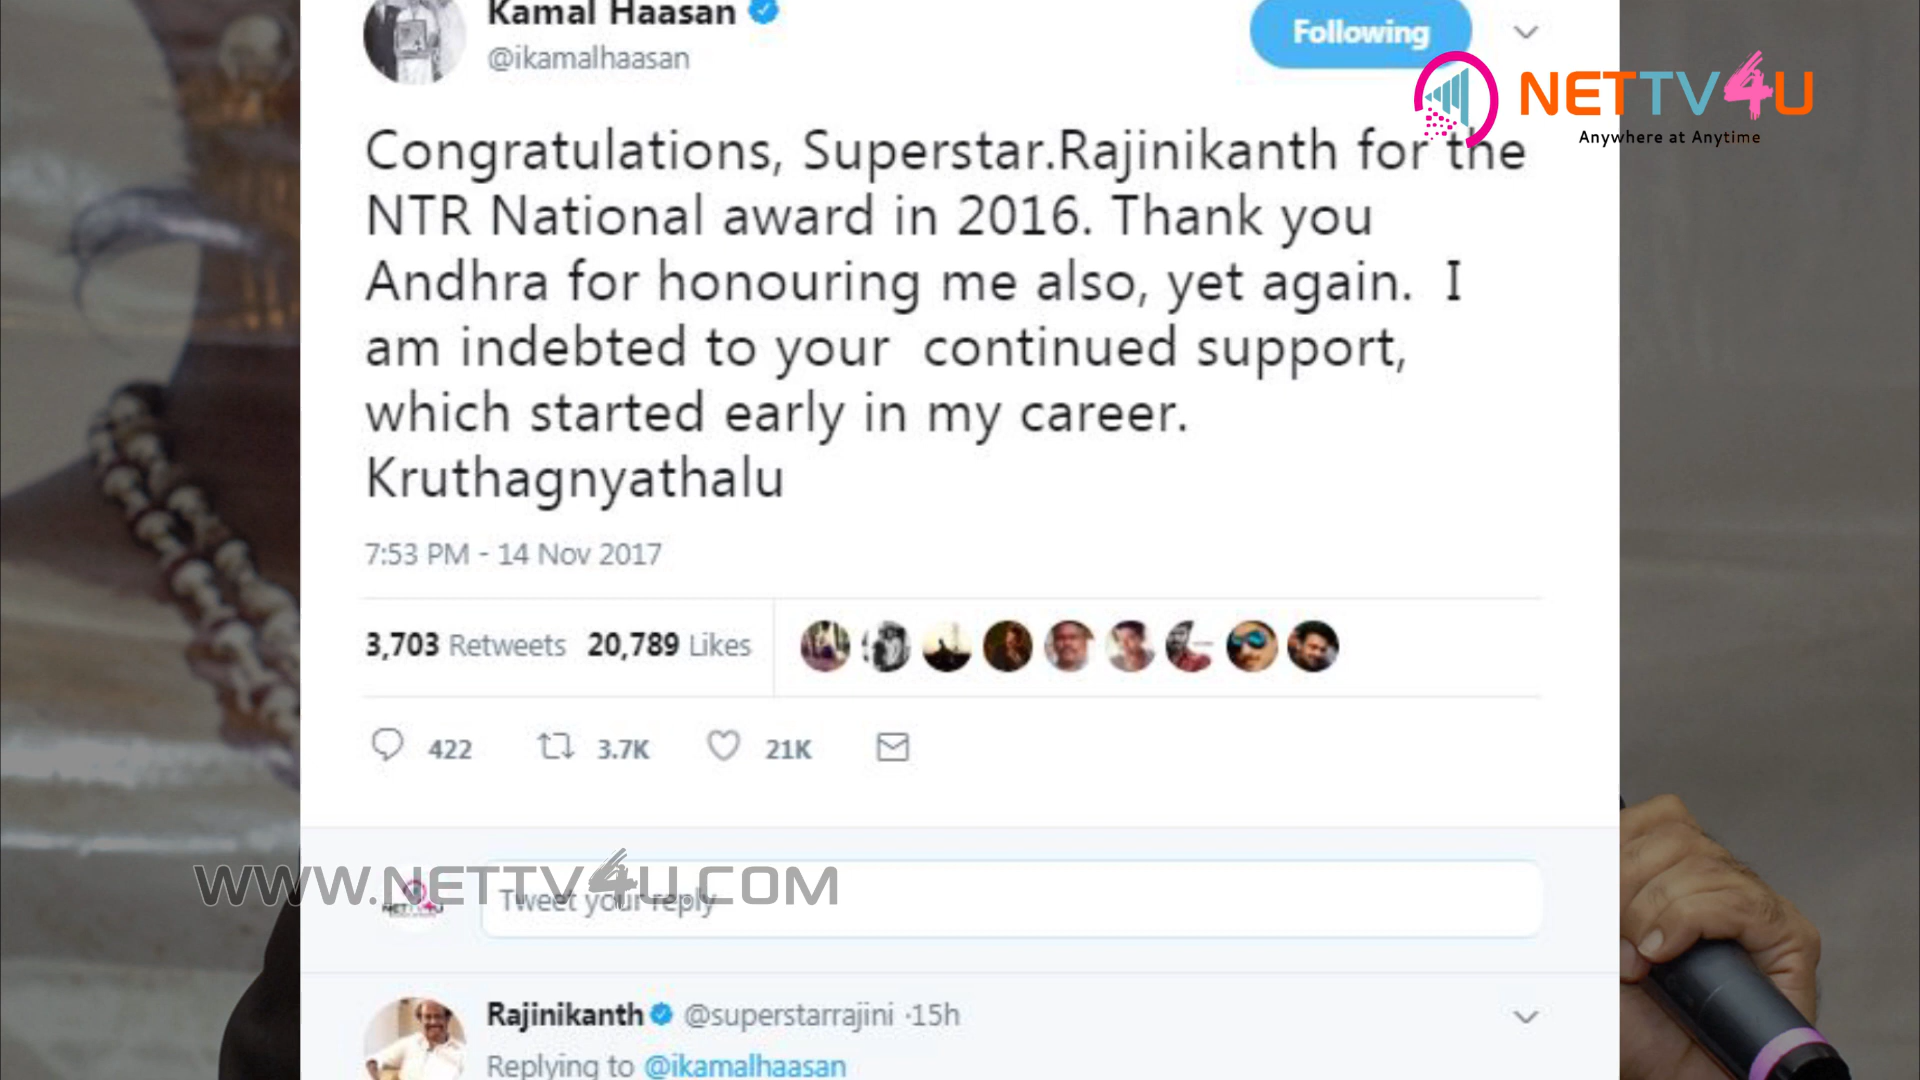 Kamal Haasan
@ikamalhaasan
Following
NETTV4U
Anywhere at Anytime
Congratulations, Superstar.Rajinikanth for the
NTR National award in 2016. Thank you
Andhra for honouring me also, yet again. I
am indebted to your continued support,
which started early in my career.
Kruthagnyathalu
7:53 PM - 14 Nov 2017
3,703 Retweets 20,789 Likes
422 3.7K 21K
WWW.NETTV4U.COM
NETTV4U
Tweet your reply
Rajinikanth @superstarrajini ·15h
Replying to @ikamalhaasan